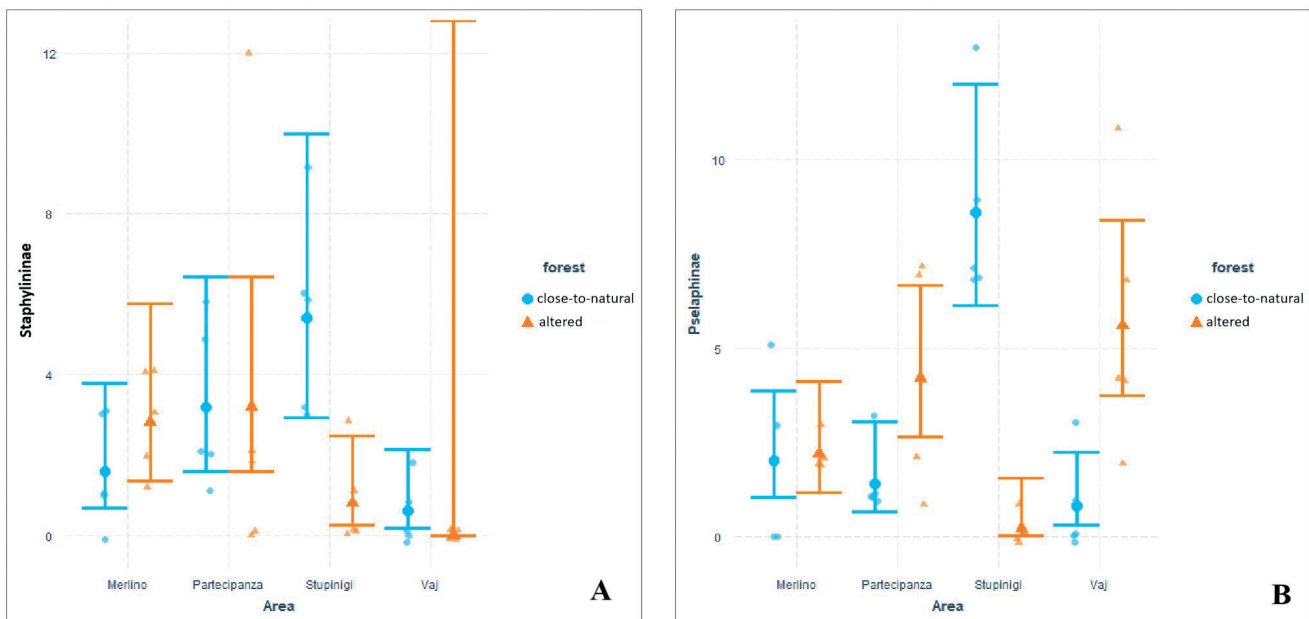 12
8
4
0
Staphylininae
Merlino Partecipanza Stupinigi Vaj
Area
forest
close-to-natural
altered
A
10
5
0
Pselaphinae
Merlino Partecipanza Stupinigi Vaj
Area
forest
close-to-natural
altered
B